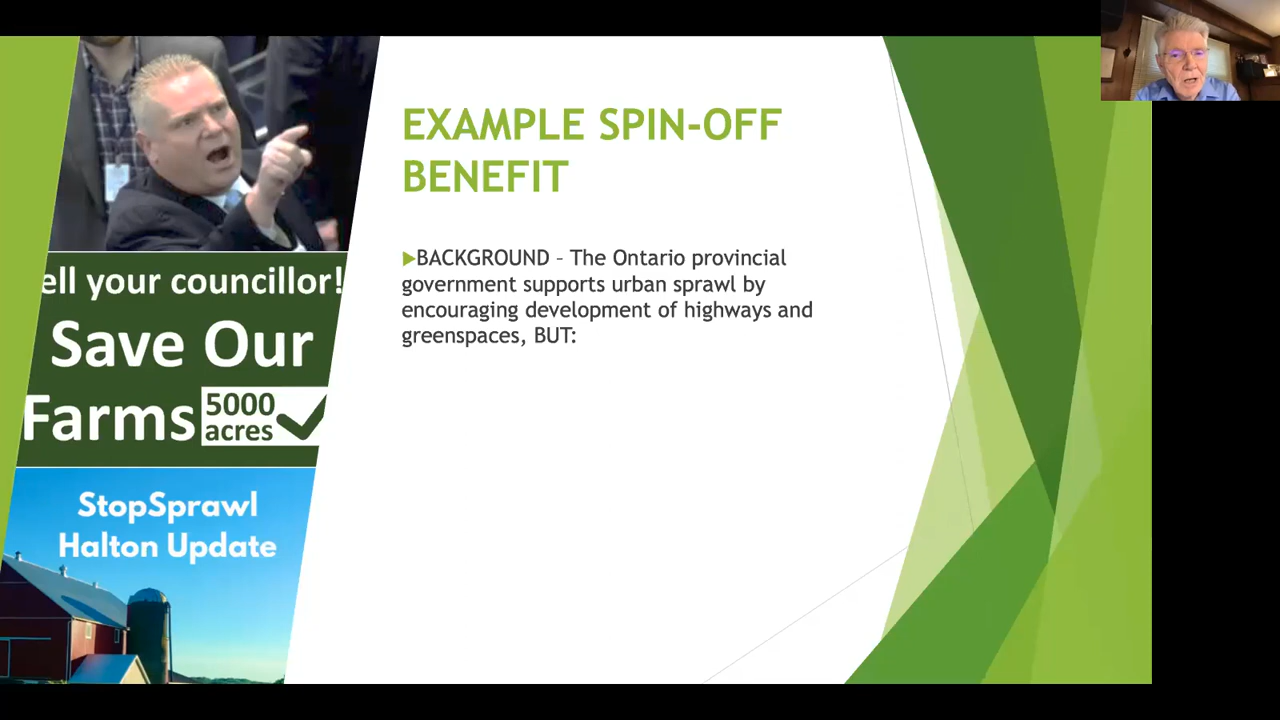 EXAMPLE SPIN-OFF
BENEFIT
BACKGROUND – The Ontario provincial
government supports urban sprawl by
encouraging development of highways and
greenspaces, BUT:
ell your councillor!
Save Our
Farms
5000
acres
StopSprawl
Halton Update